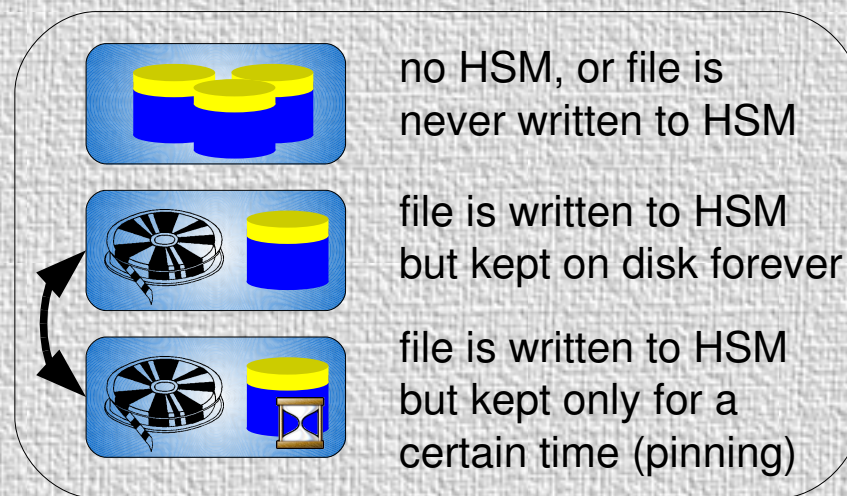 no HSM, or file is
never written to HSM
file is written to HSM
but kept on disk forever
file is written to HSM
but kept only for a
certain time (pinning)